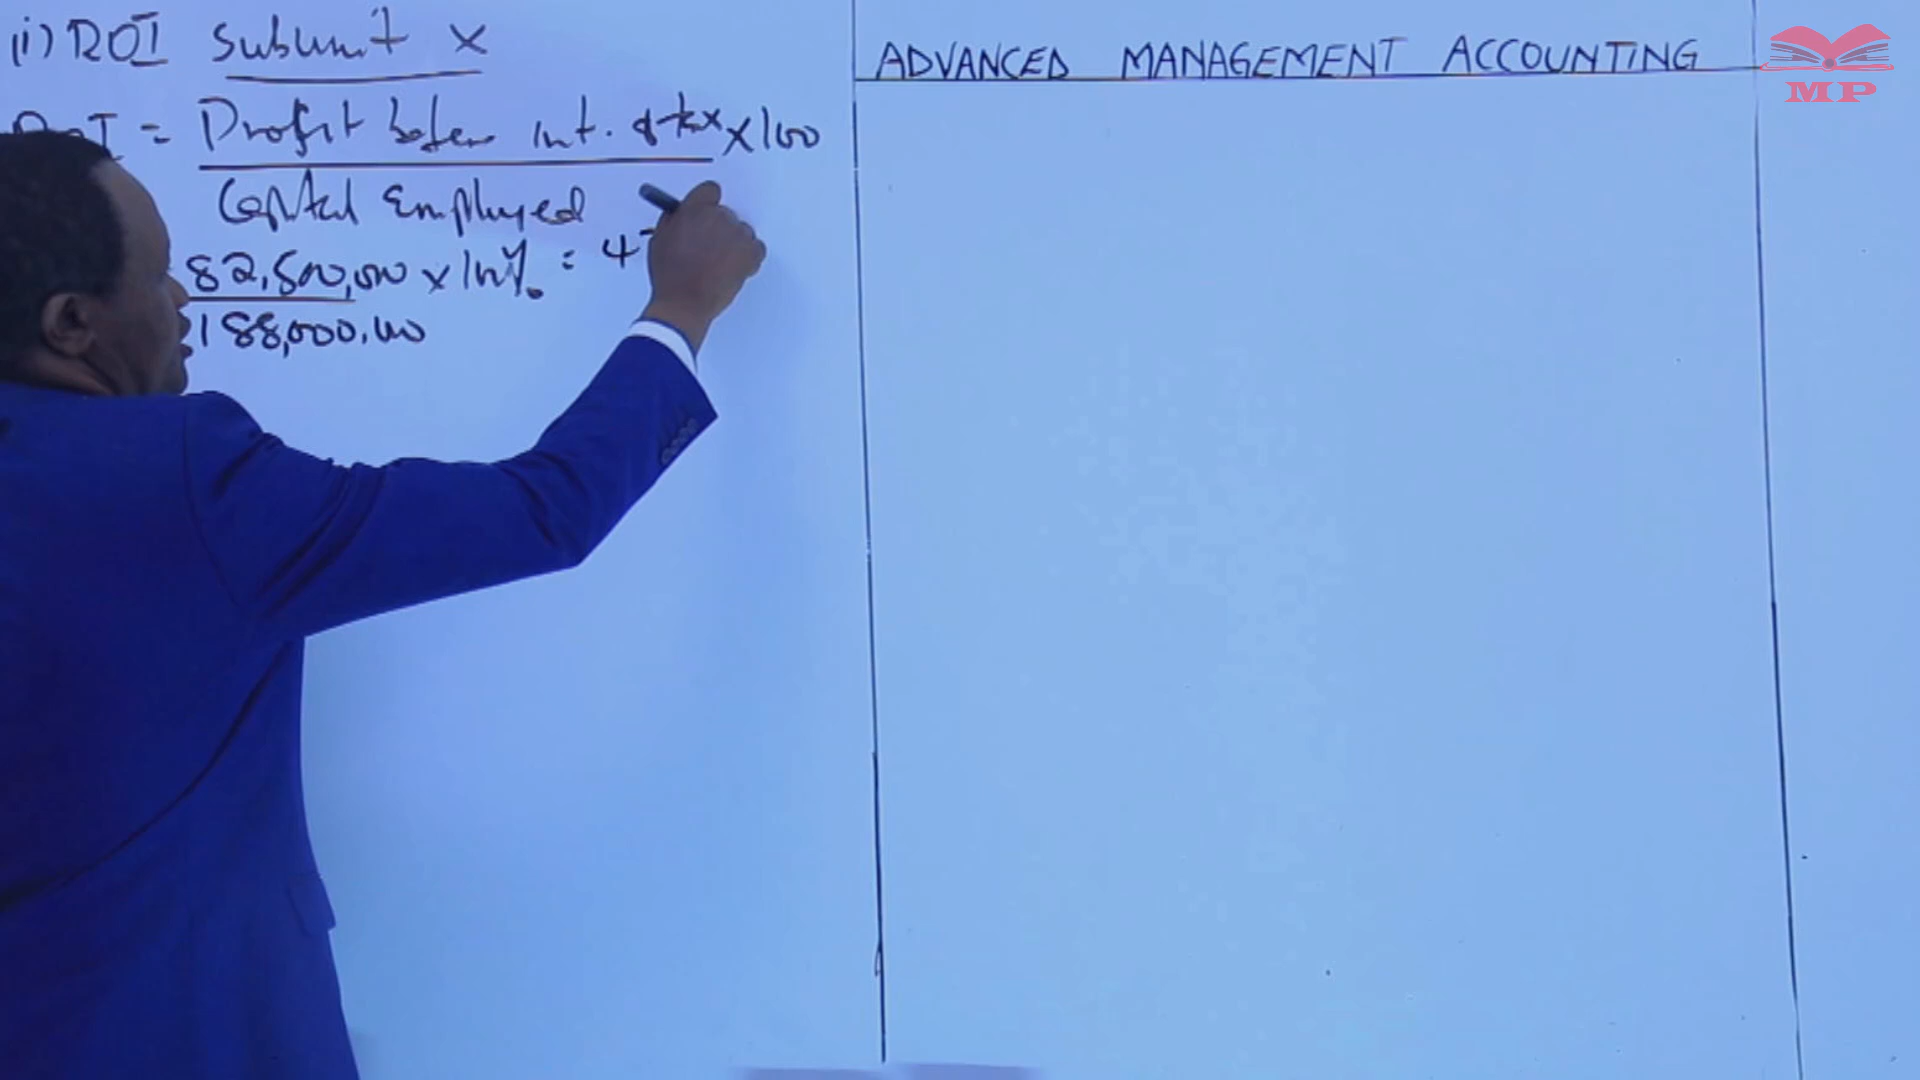 (i) ROI Subunit X
ROI = Profit before int. & tax x 100
Capital Employed
82,500,000 x 100% = 4
188,000,000
ADVANCED MANAGEMENT ACCOUNTING
MP